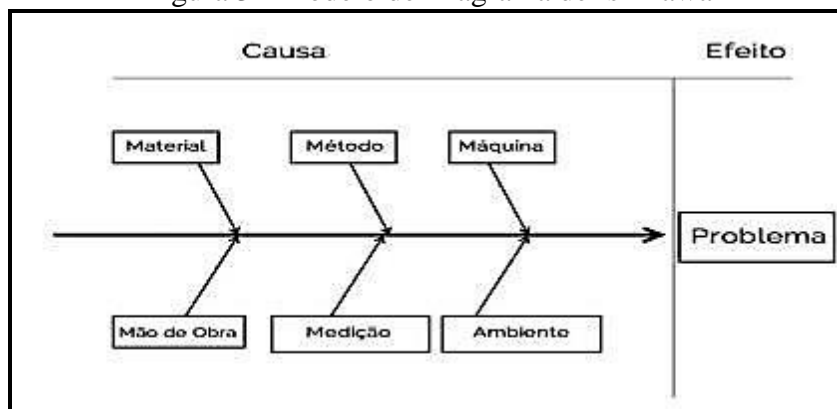 Causa
Efeito
Material
Método
Máquina
Problema
Mão de Obra
Medição
Ambiente